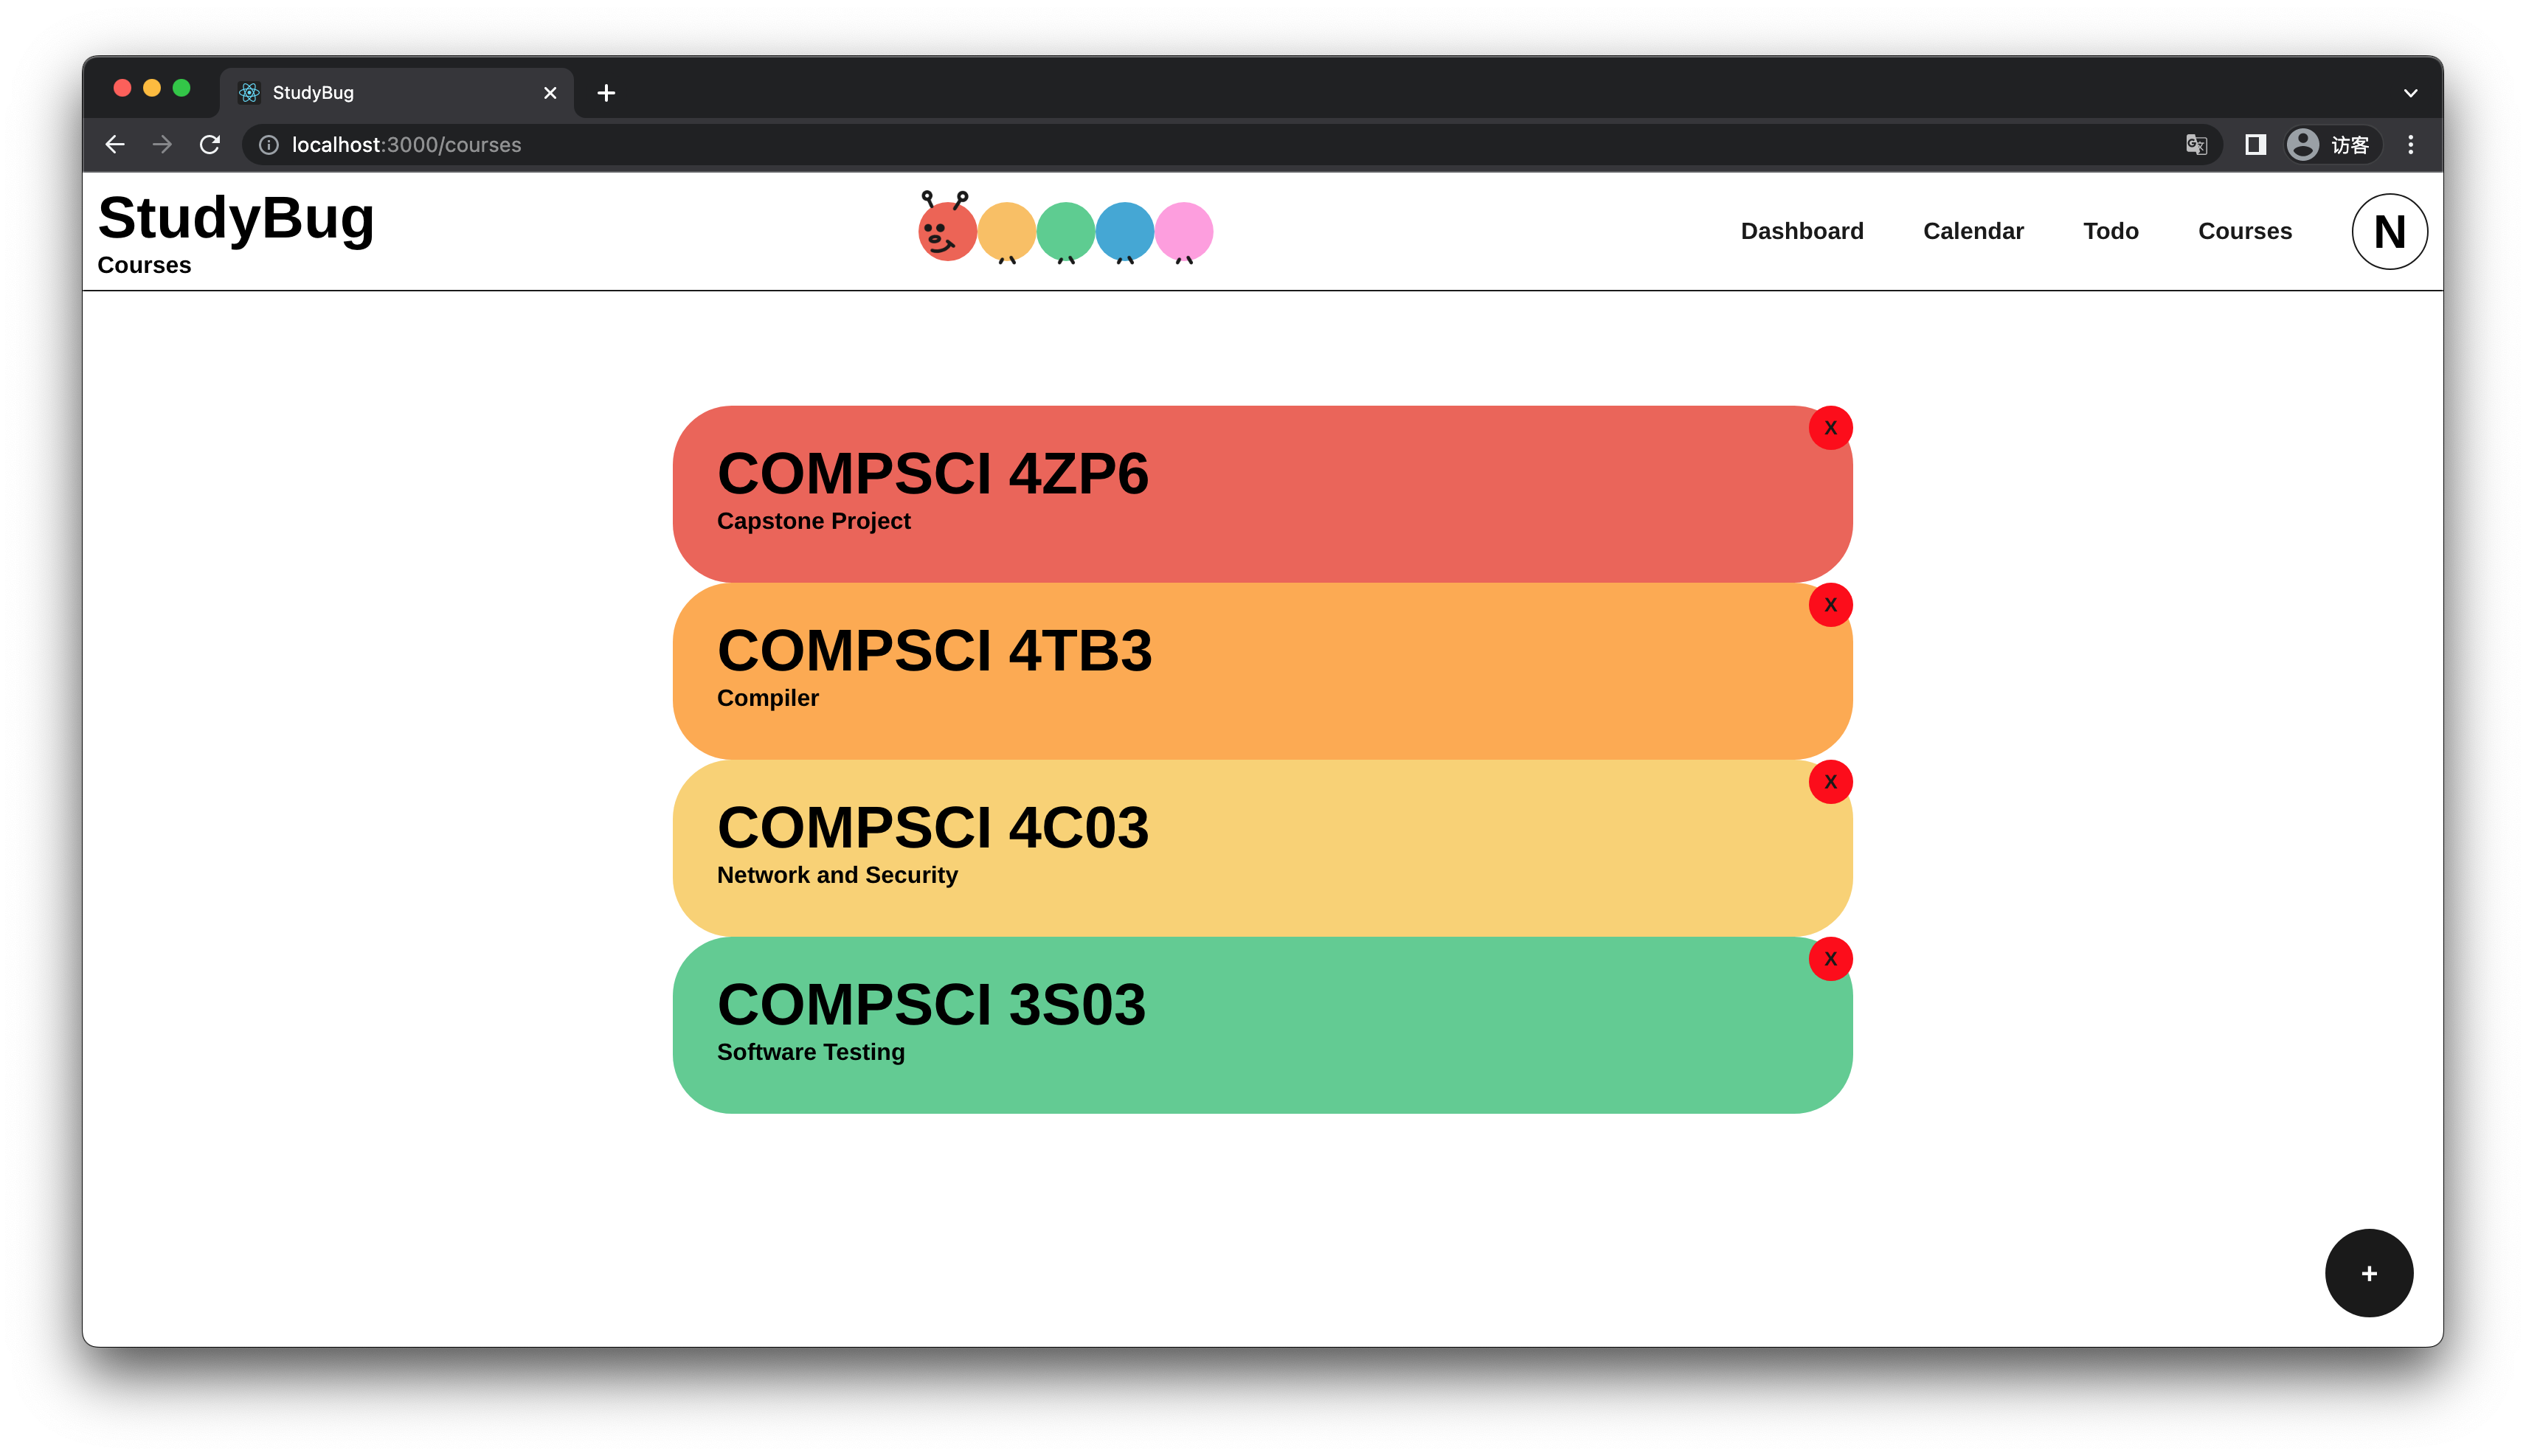 StudyBug
localhost:3000/courses
访客
StudyBug
Courses
Dashboard
Calendar
Todo
Courses
N
X
COMPSCI 4ZP6
Capstone Project
X
COMPSCI 4TB3
Compiler
X
COMPSCI 4C03
Network and Security
X
COMPSCI 3S03
Software Testing
+